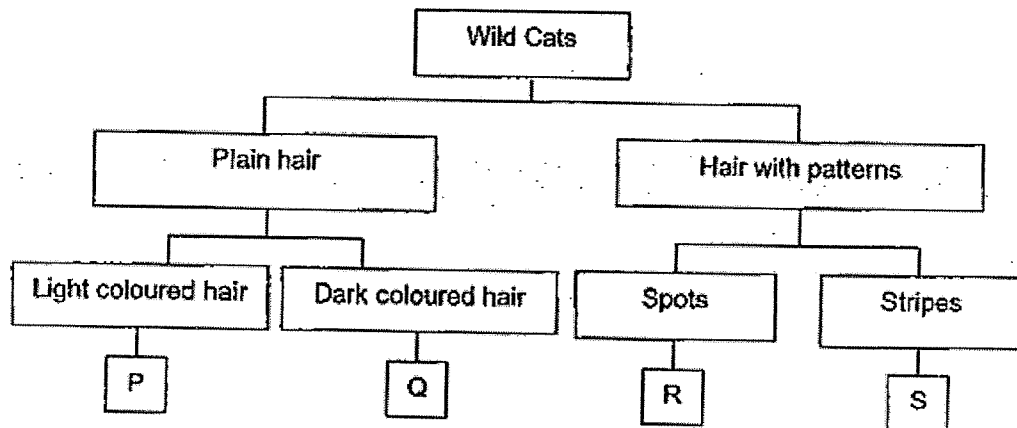 Wild Cats
Plain hair
Hair with patterns
Light coloured hair
Dark coloured hair
Spots
Stripes
P
Q
R
S